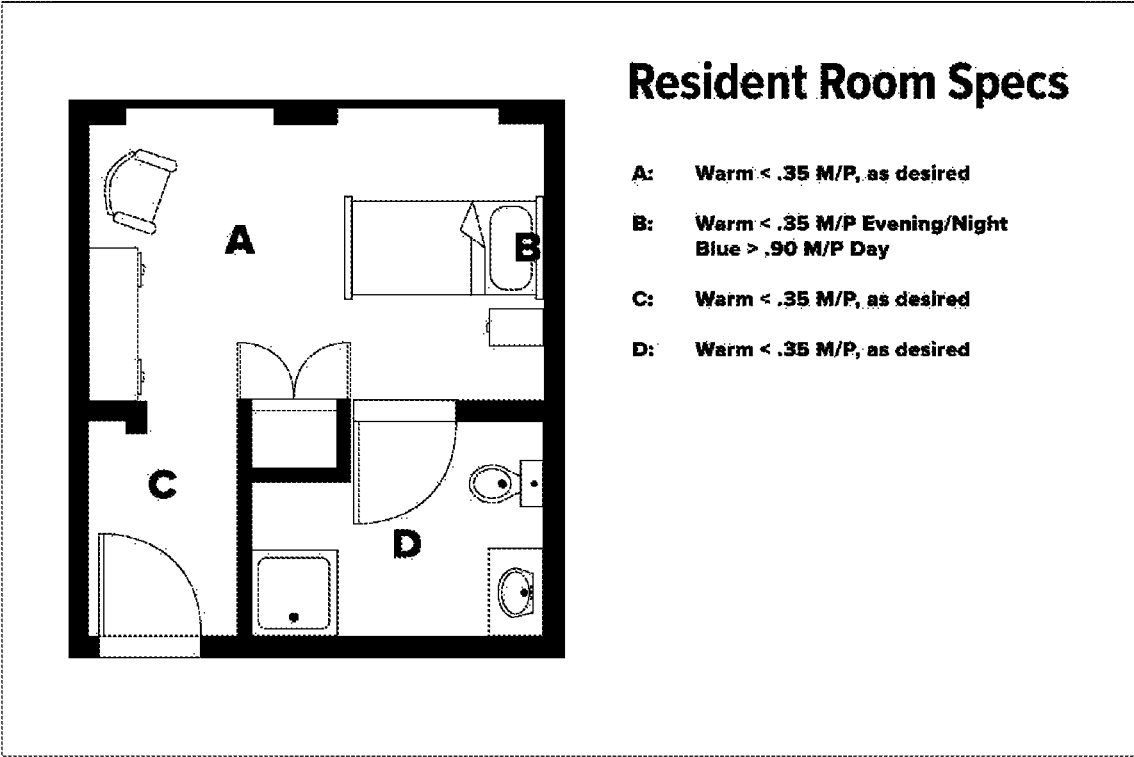 Resident Room Specs
A: Warm < .35 M/P, as desired
B: Warm < .35 M/P Evening/Night
Blue > .90 M/P Day
C: Warm < .35 M/P, as desired
D: Warm < .35 M/P, as desired
A
B
C
D